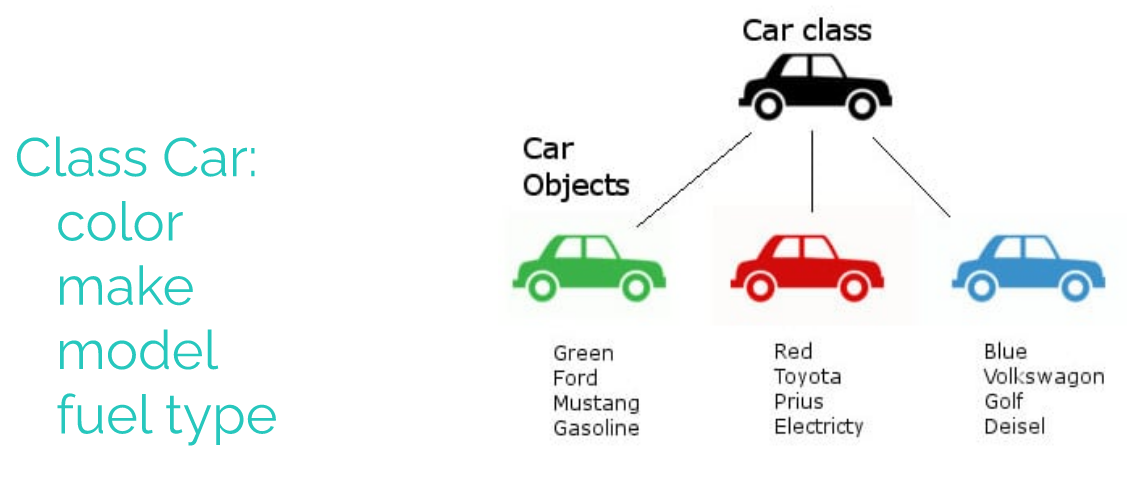 Class Car:
color
make
model
fuel type
Car class
Car
Objects
Green
Ford
Mustang
Gasoline
Red
Toyota
Prius
Electricty
Blue
Volkswagon
Golf
Deisel